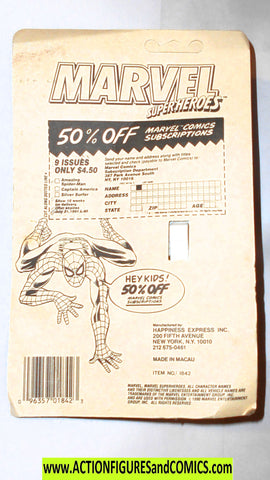 MARVEL
SUPERHEROES™
50% OFF MARVEL COMICS SUBSCRIPTIONS
9 ISSUES
ONLY $4.50
Send your name and address along with titles
selected and check (payable to Marvel Comics) to:
Marvel Comics
Subscription Department
387 Park Avenue South
NY, NY 10016
Amazing
Spider-Man
Captain America
Silver Surfer
Allow 10 weeks
for delivery.
NAME
ADDRESS
CITY
STATE ZIP AGE
HEY KIDS!
50% OFF
MARVEL COMICS
SUBSCRIPTIONS
Manufactured by
HAPPINESS EXPRESS INC.
200 FIFTH AVENUE
NEW YORK, N.Y. 10010
212 675-0461
MADE IN MACAU
ITEM NO.: 1842
MARVEL, MARVEL SUPERHEROES, ALL CHARACTER NAMES
AND THEIR DISTINCTIVE LIKENESSES AND ALL VEHICLE NAMES ARE
TRADEMARKS OF THE MARVEL ENTERTAINMENT GROUP, INC.
AND ARE USED WITH PERMISSION. ©1990 MARVEL ENTERTAINMENT GROUP,
INC. ALL RIGHTS RESERVED
0 96357 01842 3
www.ACTIONFIGURESandCOMICS.com